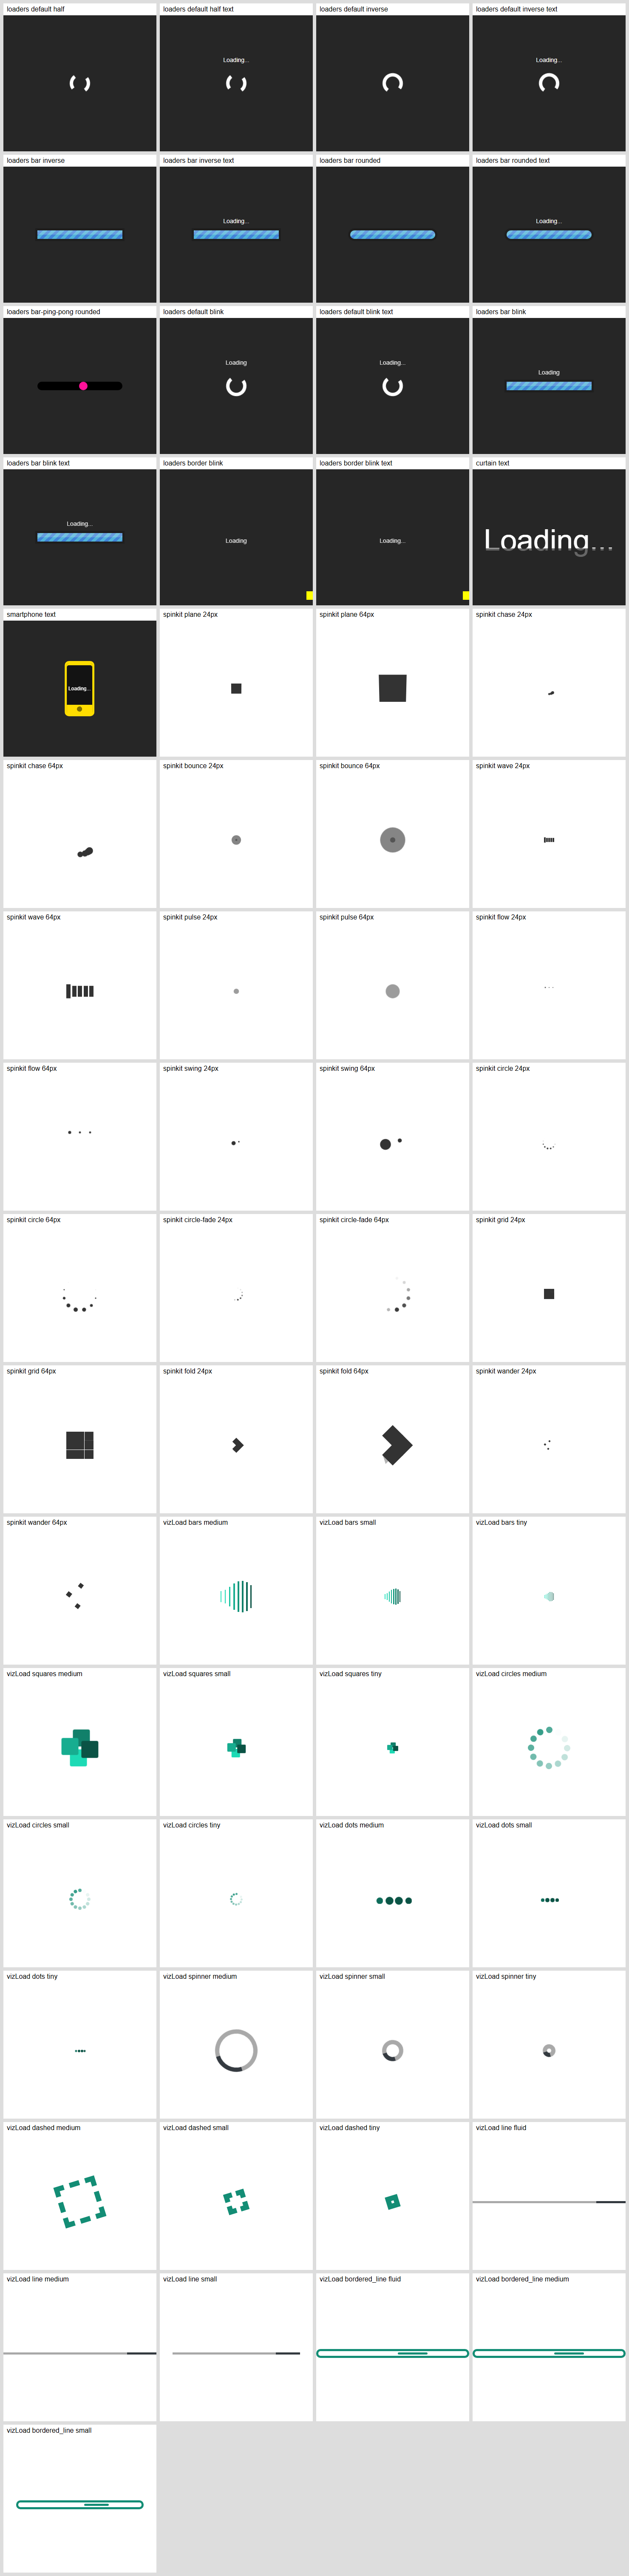 loaders default half
loaders default half text
loaders default inverse
loaders default inverse text
Loading...
Loading...
loaders bar inverse
loaders bar inverse text
loaders bar rounded
loaders bar rounded text
Loading...
Loading...
loaders bar-ping-pong rounded
loaders default blink
loaders default blink text
loaders bar blink
Loading
Loading...
Loading
loaders bar blink text
loaders border blink
loaders border blink text
curtain text
Loading...
Loading
Loading...
Loading...
smartphone text
spinkit plane 24px
spinkit plane 64px
spinkit chase 24px
Loading...
spinkit chase 64px
spinkit bounce 24px
spinkit bounce 64px
spinkit wave 24px
spinkit wave 64px
spinkit pulse 24px
spinkit pulse 64px
spinkit flow 24px
spinkit flow 64px
spinkit swing 24px
spinkit swing 64px
spinkit circle 24px
spinkit circle 64px
spinkit circle-fade 24px
spinkit circle-fade 64px
spinkit grid 24px
spinkit grid 64px
spinkit fold 24px
spinkit fold 64px
spinkit wander 24px
spinkit wander 64px
vizLoad bars medium
vizLoad bars small
vizLoad bars tiny
vizLoad squares medium
vizLoad squares small
vizLoad squares tiny
vizLoad circles medium
vizLoad circles small
vizLoad circles tiny
vizLoad dots medium
vizLoad dots small
vizLoad dots tiny
vizLoad spinner medium
vizLoad spinner small
vizLoad spinner tiny
vizLoad dashed medium
vizLoad dashed small
vizLoad dashed tiny
vizLoad line fluid
vizLoad line medium
vizLoad line small
vizLoad bordered_line fluid
vizLoad bordered_line medium
vizLoad bordered_line small